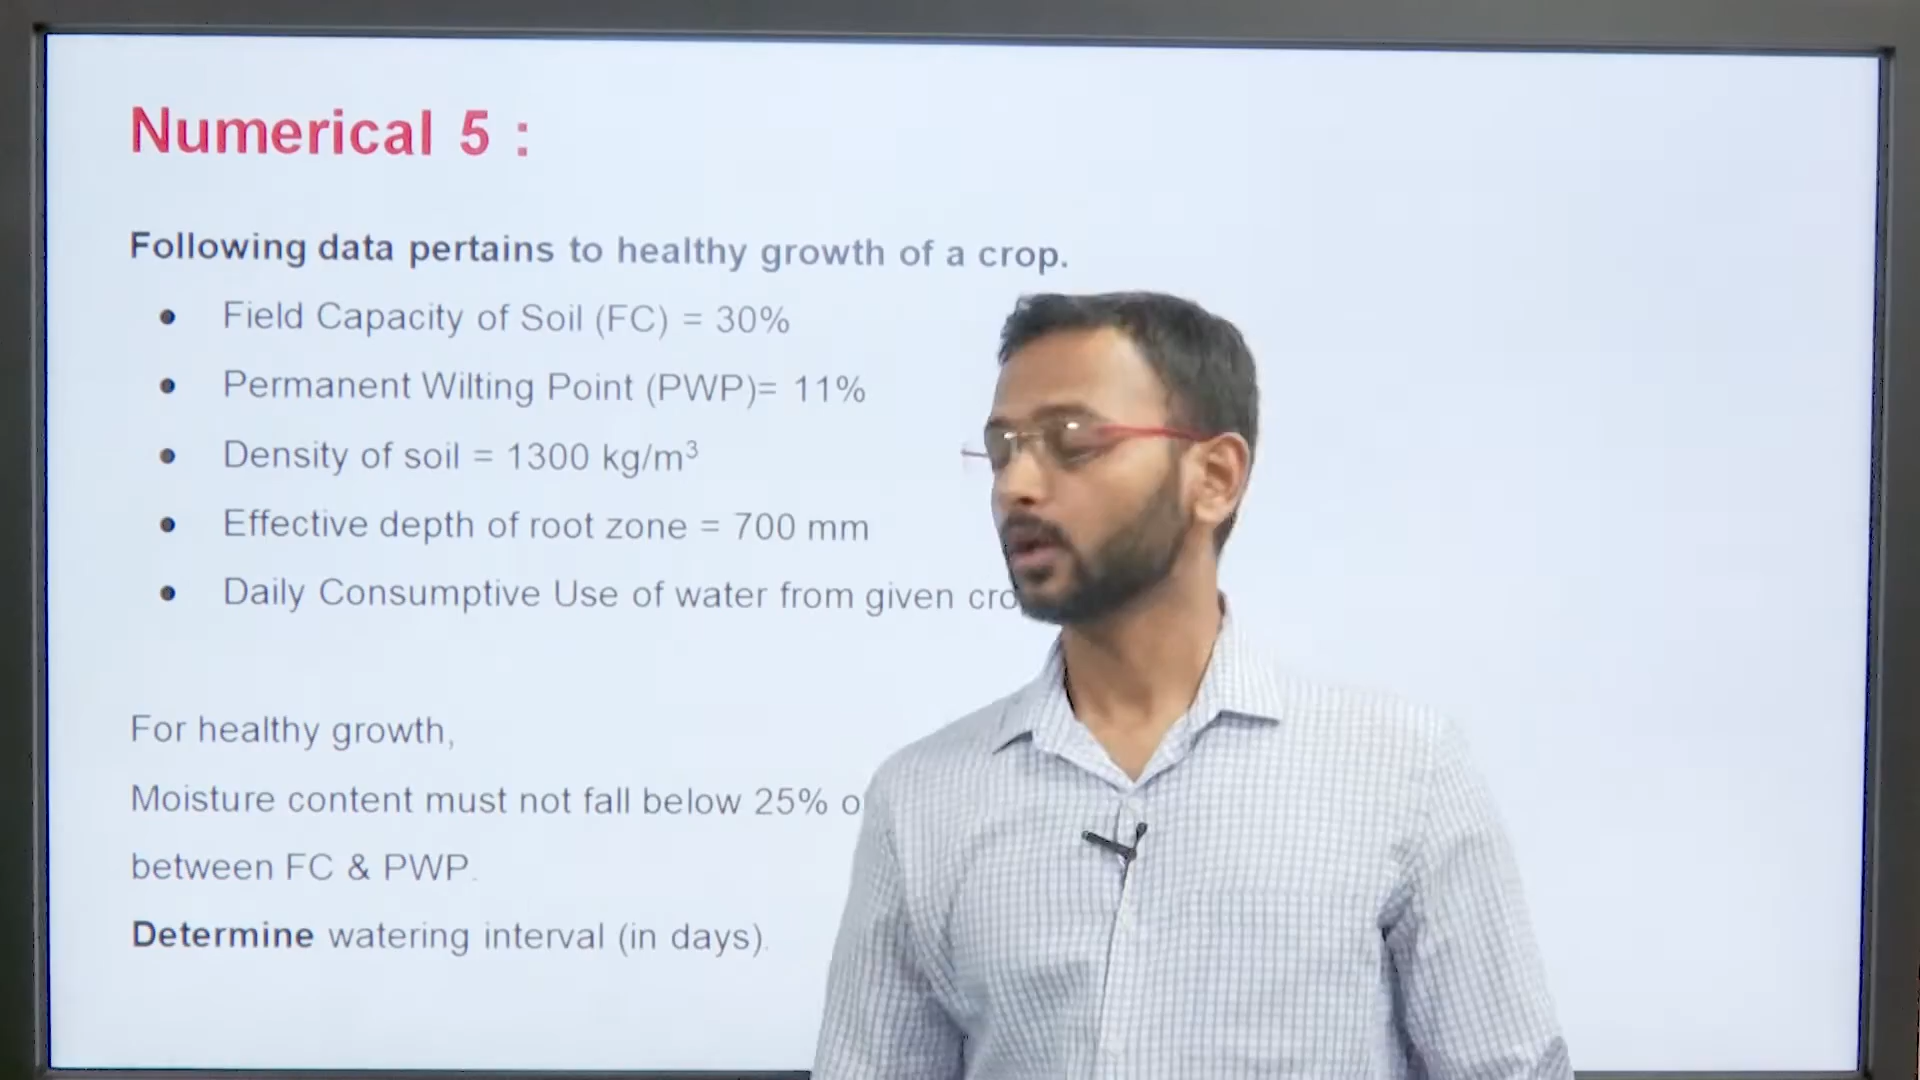 Numerical 5 :
Following data pertains to healthy growth of a crop.
● Field Capacity of Soil (FC) = 30%
● Permanent Wilting Point (PWP)= 11%
● Density of soil = 1300 kg/m³
● Effective depth of root zone = 700 mm
● Daily Consumptive Use of water from given
For healthy growth,
Moisture content must not fall below 25%
between FC & PWP.
Determine watering interval (in days).